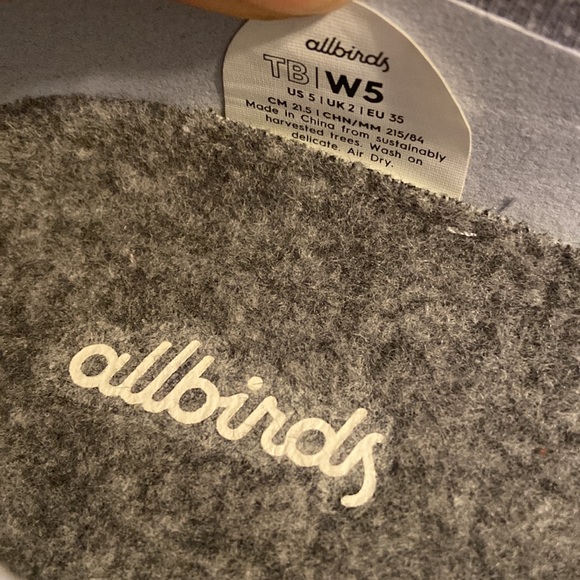 allbirds
TB | W5
US 5 | UK 2 | EU 35
CM 21.5 | CHN/MM 215/84
Made in China from sustainably
harvested trees. Wash on
delicate. Air Dry.
allbirds